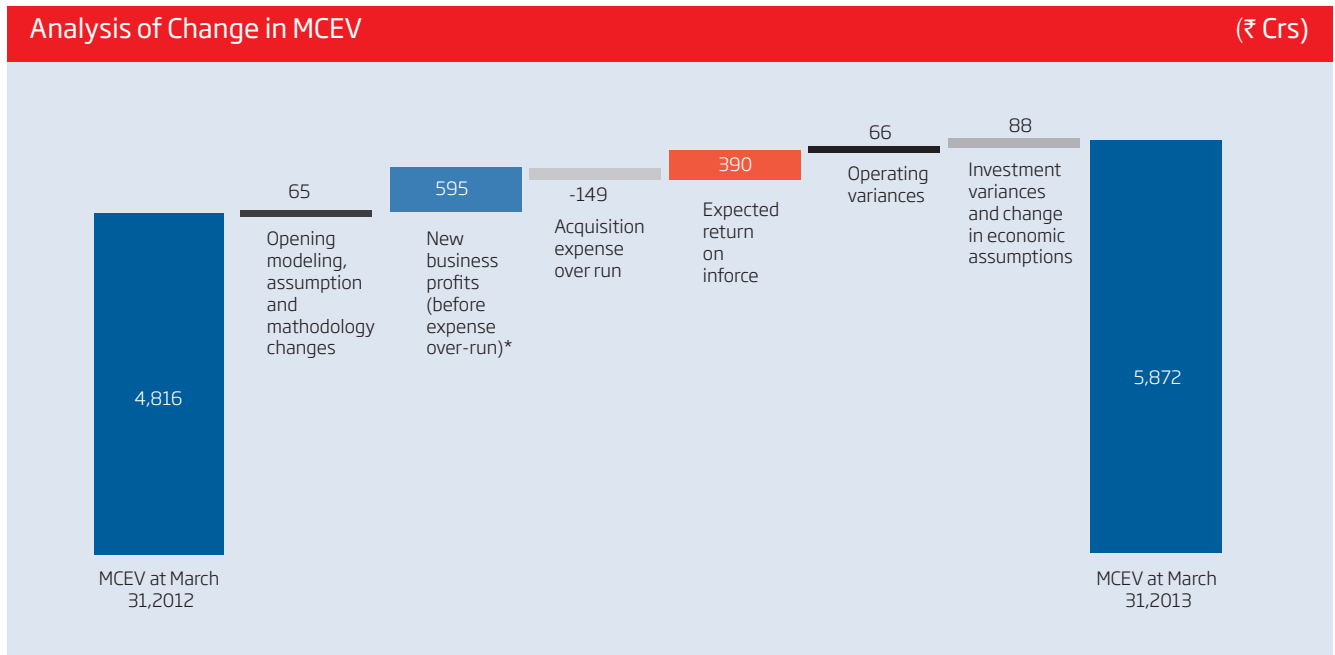 Analysis of Change in MCEV
(₹ Crs)
4,816
MCEV at March
31,2012
65
Opening
modeling,
assumption
and
mathodology
changes
595
New
business
profits
(before
expense
over-run)*
-149
Acquisition
expense
over run
390
Expected
return
on
inforce
66
Operating
variances
88
Investment
variances
and change
in economic
assumptions
5,872
MCEV at March
31,2013